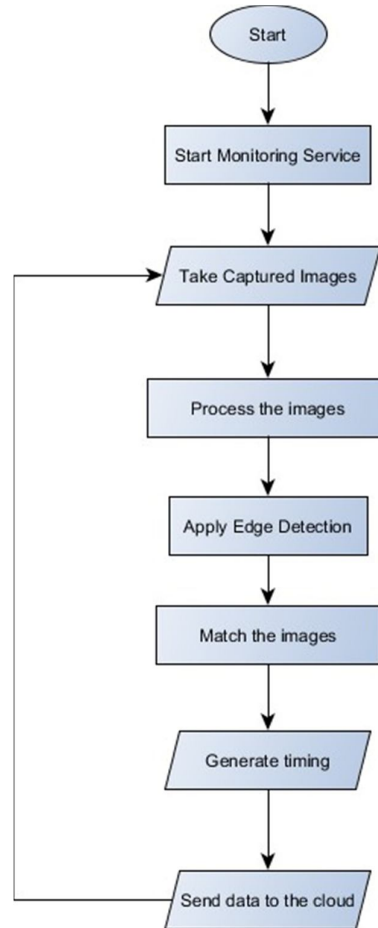 Start
Start Monitoring Service
Take Captured Images
Process the images
Apply Edge Detection
Match the images
Generate timing
Send data to the cloud